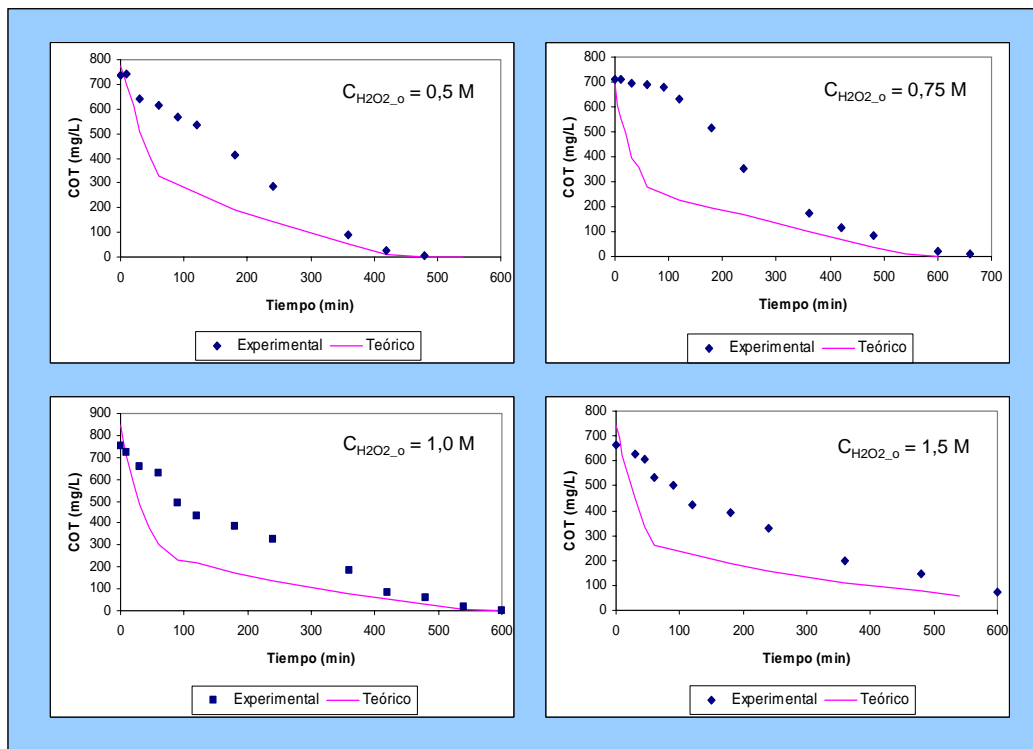 800
700
600
500
400
300
200
100
0
COT (mg/L)
C_H2O2_o = 0,5 M
0 100 200 300 400 500 600
Tiempo (min)
Experimental Teórico
800
700
600
500
400
300
200
100
0
COT (mg/L)
C_H2O2_o = 0,75 M
0 100 200 300 400 500 600 700
Tiempo (min)
Experimental Teórico
900
800
700
600
500
400
300
200
100
0
COT (mg/L)
C_H2O2_o = 1,0 M
0 100 200 300 400 500 600
Tiempo (min)
Experimental Teórico
800
700
600
500
400
300
200
100
0
COT (mg/L)
C_H2O2_o = 1,5 M
0 100 200 300 400 500 600
Tiempo (min)
Experimental Teórico